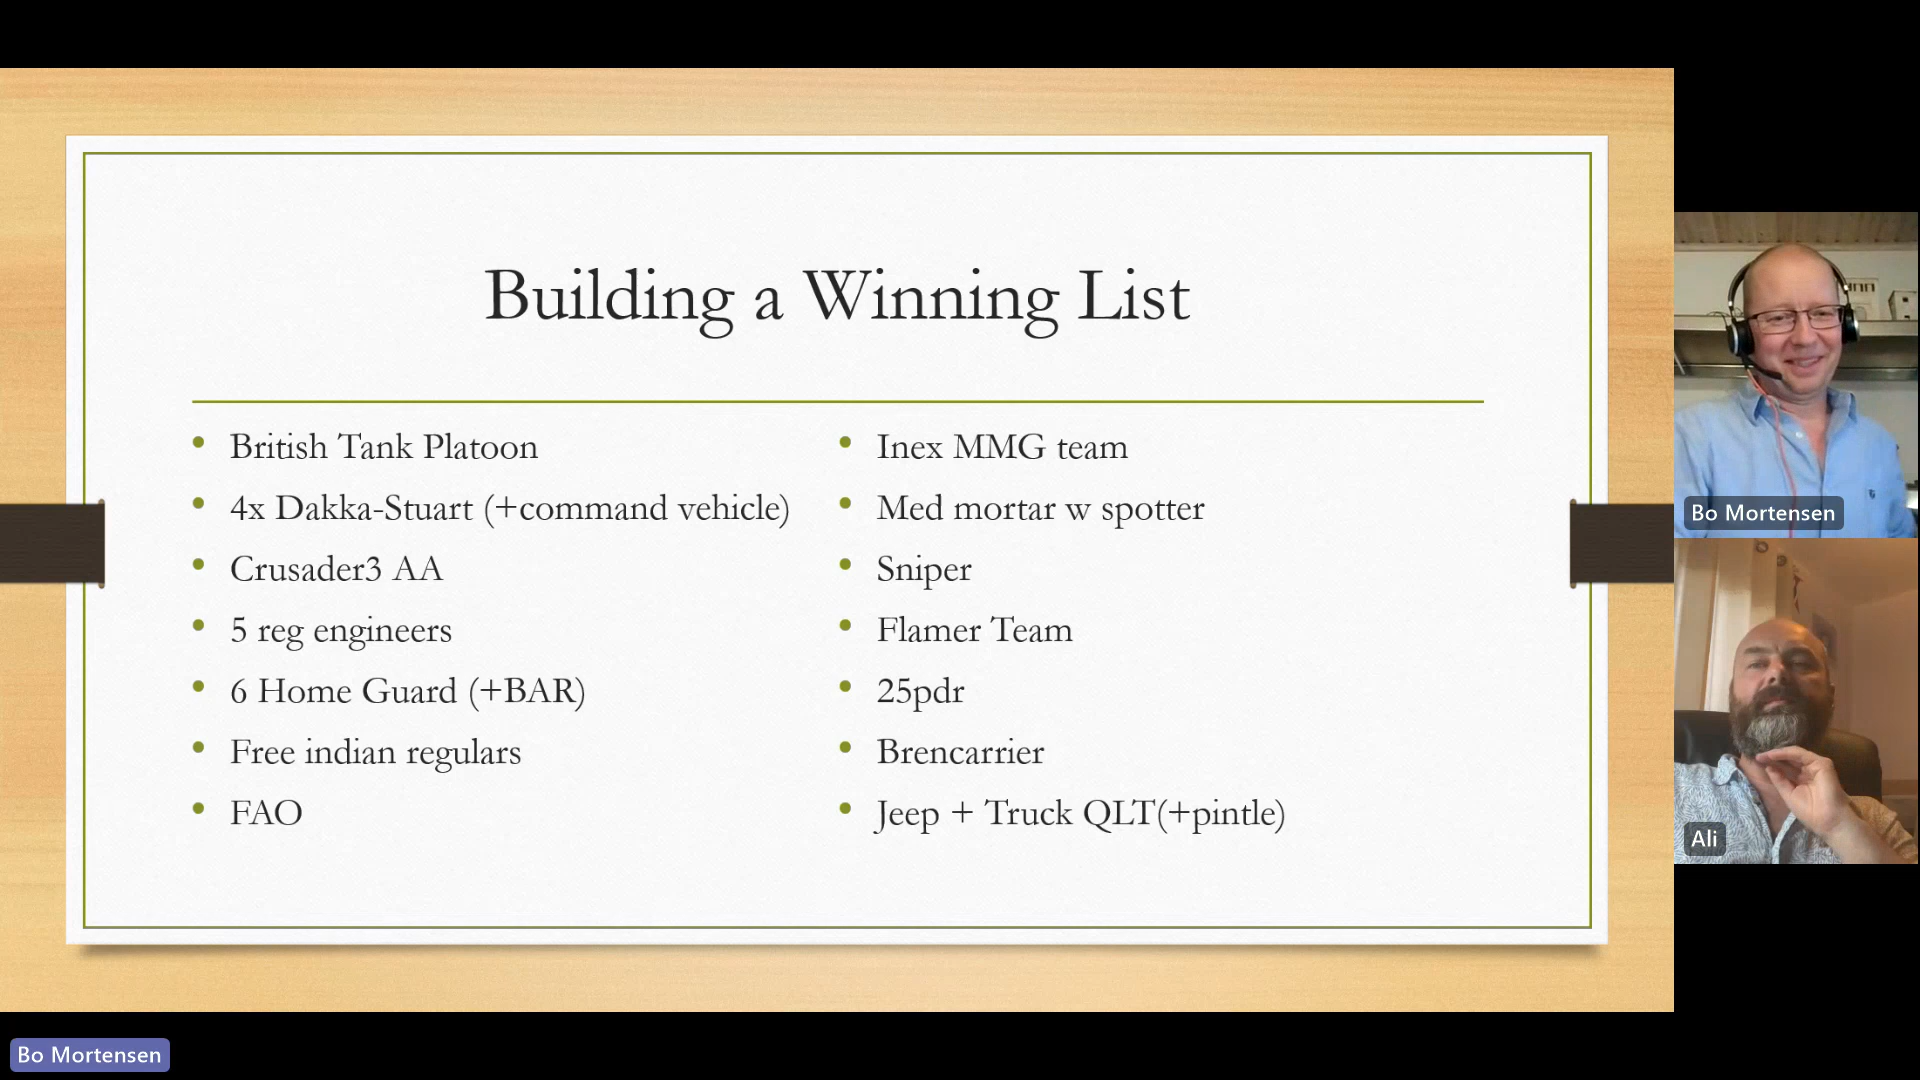 Building a Winning List
British Tank Platoon
4x Dakka-Stuart (+command vehicle)
Crusader3 AA
5 reg engineers
6 Home Guard (+BAR)
Free indian regulars
FAO
Inex MMG team
Med mortar w spotter
Sniper
Flamer Team
25pdr
Brencarrier
Jeep + Truck QLT(+pintle)
Bo Mortensen
Ali
Bo Mortensen